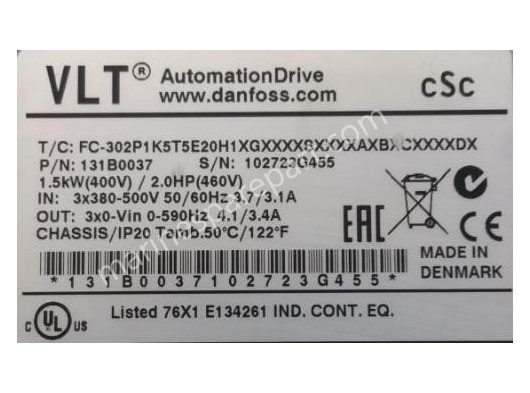 VLT® AutomationDrive
www.danfoss.com
cSc
T/C: FC-302P1K5T5E20H1XGXXXXSXXXXAXBXCXXXXDX
P/N: 131B0037 S/N: 102723G455
1.5kW(400V) / 2.0HP(460V)
IN: 3x380-500V 50/60Hz 3.7/3.1A
OUT: 3x0-Vin 0-590Hz 4.1/3.4A
CHASSIS/IP20 Tamb.50°C/122°F
EAC CE
MADE IN
DENMARK
*131B0037102723G455*
C UL US Listed 76X1 E134261 IND. CONT. EQ.